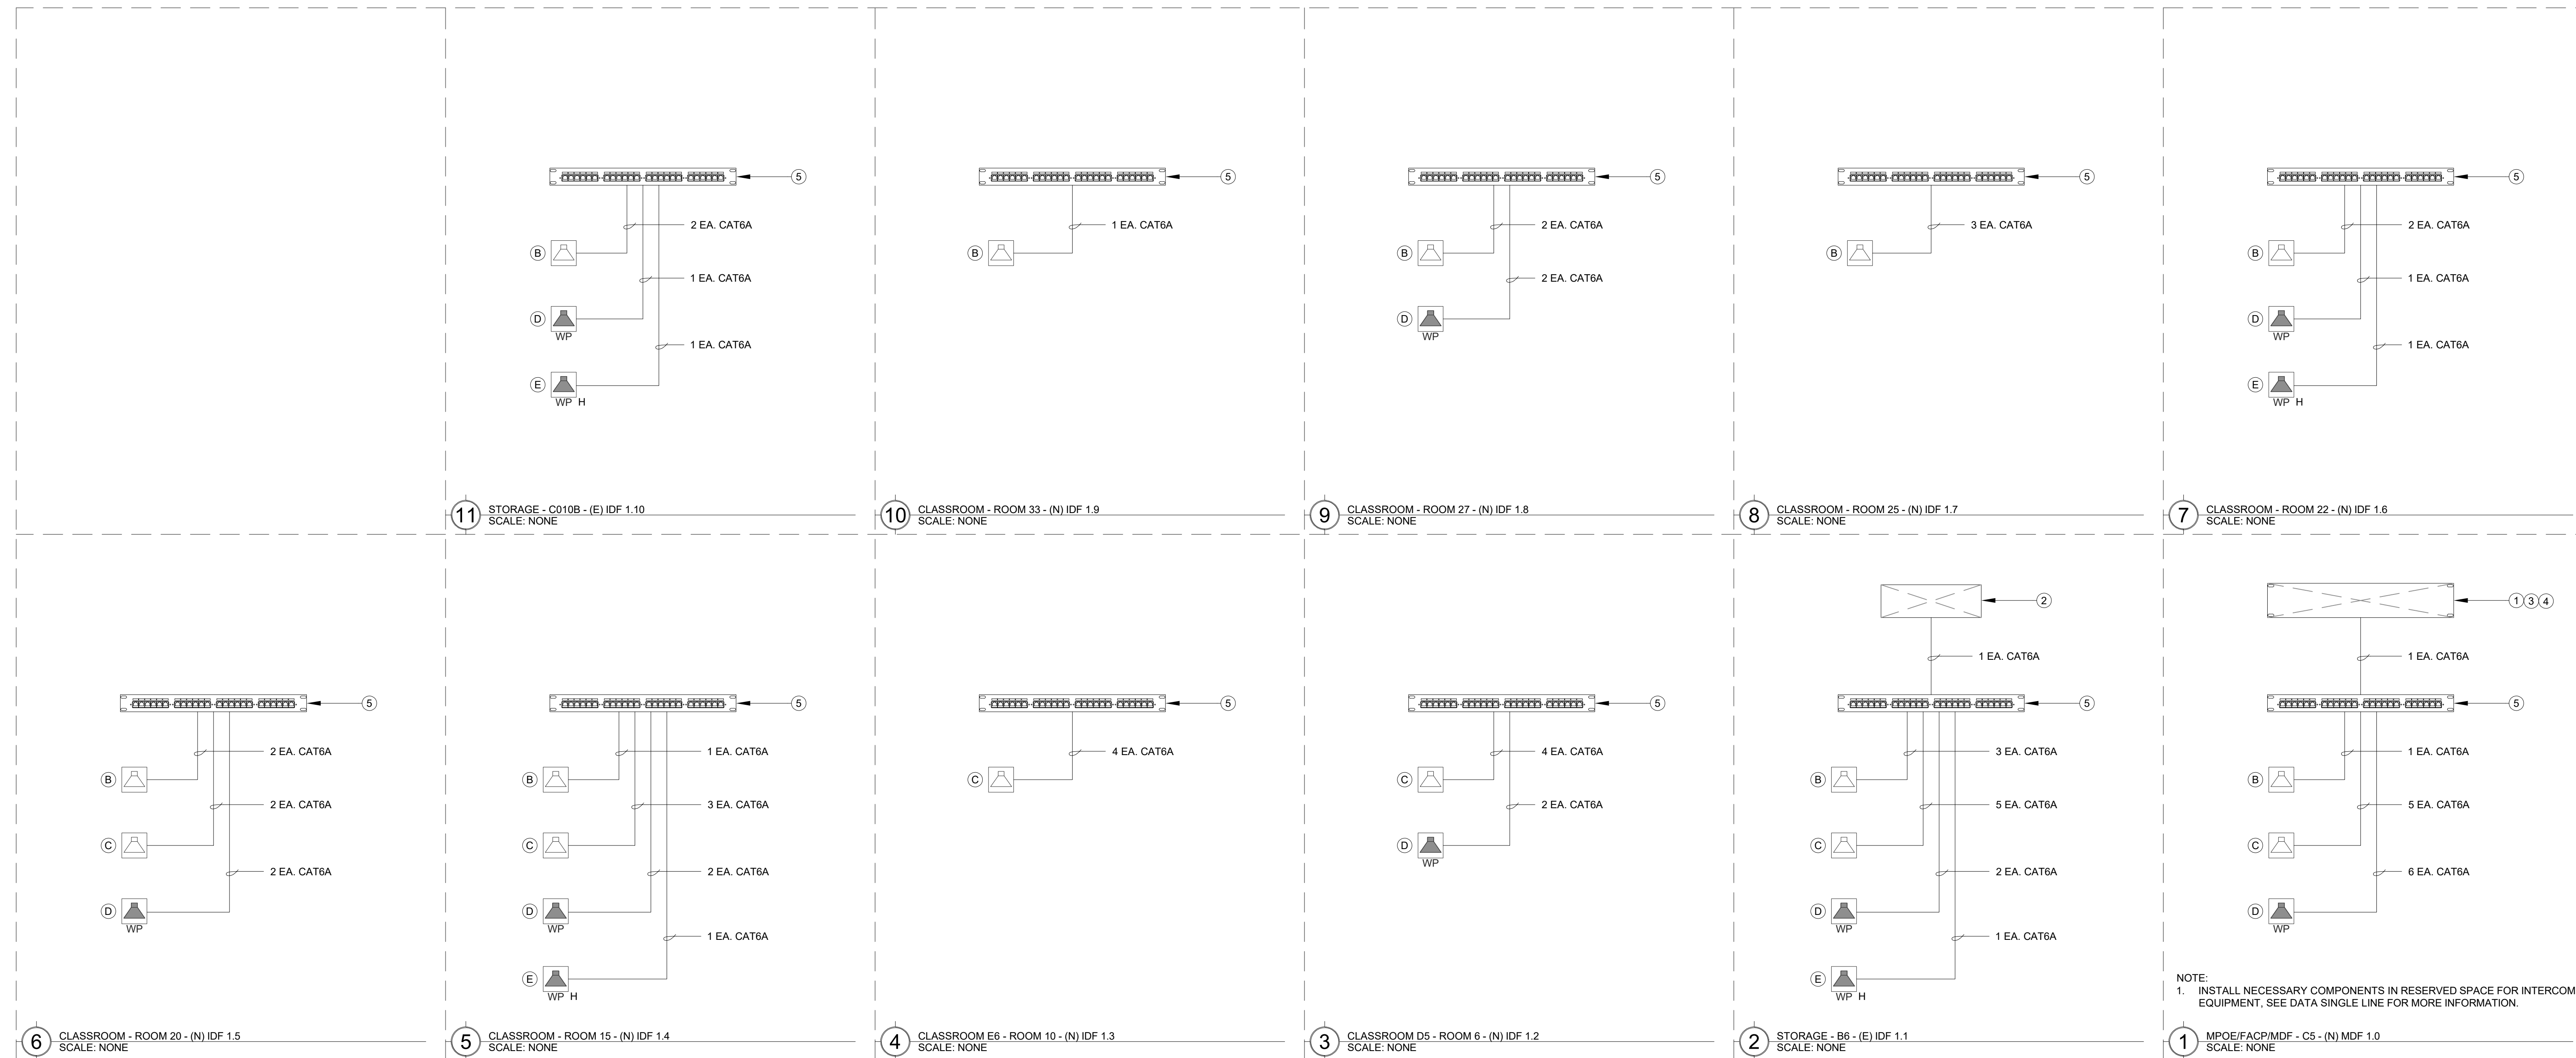 5
2 EA. CAT6A
B
1 EA. CAT6A
D
WP
1 EA. CAT6A
E
WP H
11 STORAGE - C010B - (E) IDF 1.10
SCALE: NONE
5
1 EA. CAT6A
B
10 CLASSROOM - ROOM 33 - (N) IDF 1.9
SCALE: NONE
5
2 EA. CAT6A
B
2 EA. CAT6A
D
WP
9 CLASSROOM - ROOM 27 - (N) IDF 1.8
SCALE: NONE
5
3 EA. CAT6A
B
8 CLASSROOM - ROOM 25 - (N) IDF 1.7
SCALE: NONE
5
2 EA. CAT6A
B
1 EA. CAT6A
D
WP
1 EA. CAT6A
E
WP H
7 CLASSROOM - ROOM 22 - (N) IDF 1.6
SCALE: NONE
5
2 EA. CAT6A
B
2 EA. CAT6A
C
2 EA. CAT6A
D
WP
6 CLASSROOM - ROOM 20 - (N) IDF 1.5
SCALE: NONE
5
1 EA. CAT6A
B
3 EA. CAT6A
C
2 EA. CAT6A
D
WP
1 EA. CAT6A
E
WP H
5 CLASSROOM - ROOM 15 - (N) IDF 1.4
SCALE: NONE
5
4 EA. CAT6A
C
4 CLASSROOM E6 - ROOM 10 - (N) IDF 1.3
SCALE: NONE
5
4 EA. CAT6A
C
2 EA. CAT6A
D
WP
3 CLASSROOM D5 - ROOM 6 - (N) IDF 1.2
SCALE: NONE
2
1 EA. CAT6A
5
3 EA. CAT6A
B
5 EA. CAT6A
C
2 EA. CAT6A
D
WP
1 EA. CAT6A
E
WP H
2 STORAGE - B6 - (E) IDF 1.1
SCALE: NONE
1 3 4
1 EA. CAT6A
5
1 EA. CAT6A
B
5 EA. CAT6A
C
6 EA. CAT6A
D
WP
NOTE:
1. INSTALL NECESSARY COMPONENTS IN RESERVED SPACE FOR INTERCOM
EQUIPMENT, SEE DATA SINGLE LINE FOR MORE INFORMATION.
1 MPOE/FACP/MDF - C5 - (N) MDF 1.0
SCALE: NONE